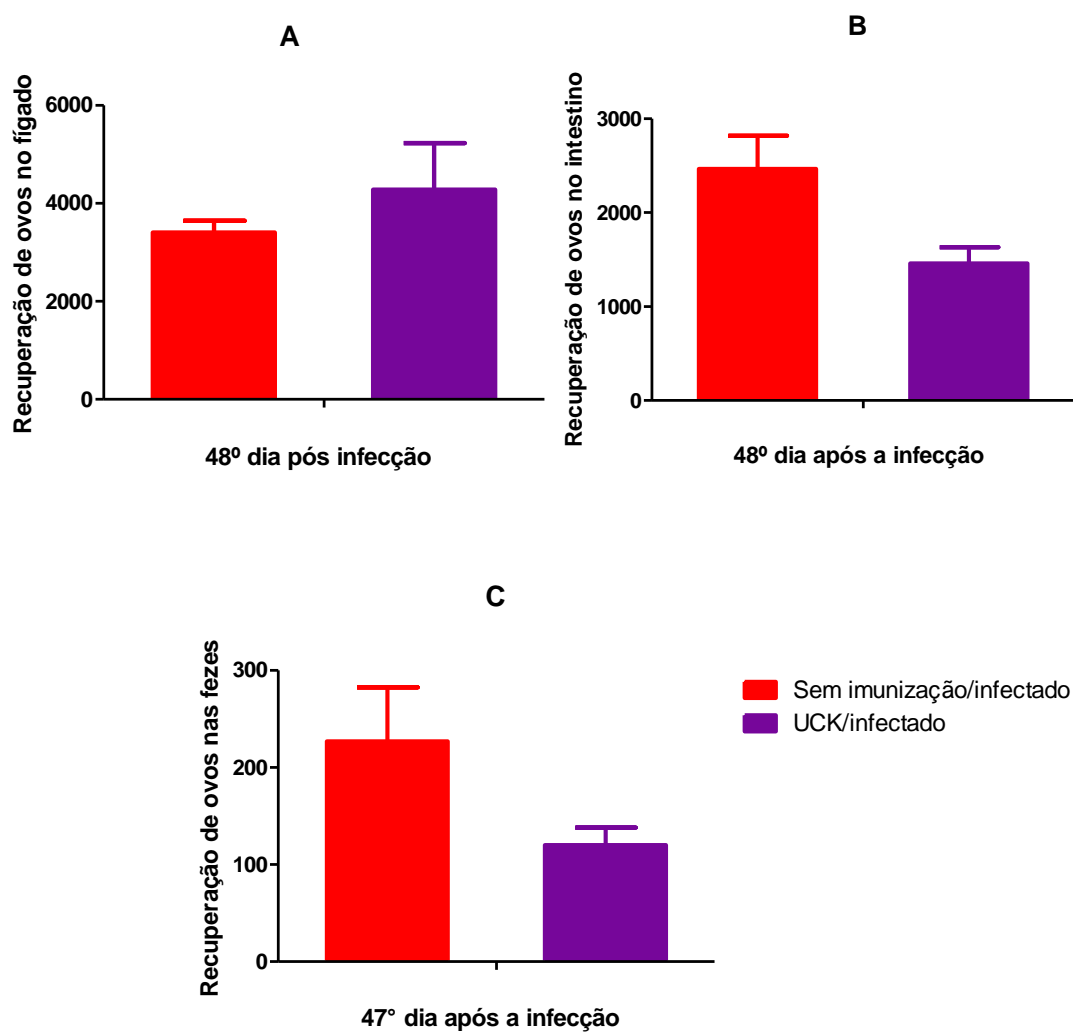 A
Recuperação de ovos no fígado
6000
4000
2000
0
48º dia pós infecção
B
Recuperação de ovos no intestino
3000
2000
1000
0
48º dia após a infecção
C
Recuperação de ovos nas fezes
300
200
100
0
47° dia após a infecção
Sem imunização/infectado
UCK/infectado